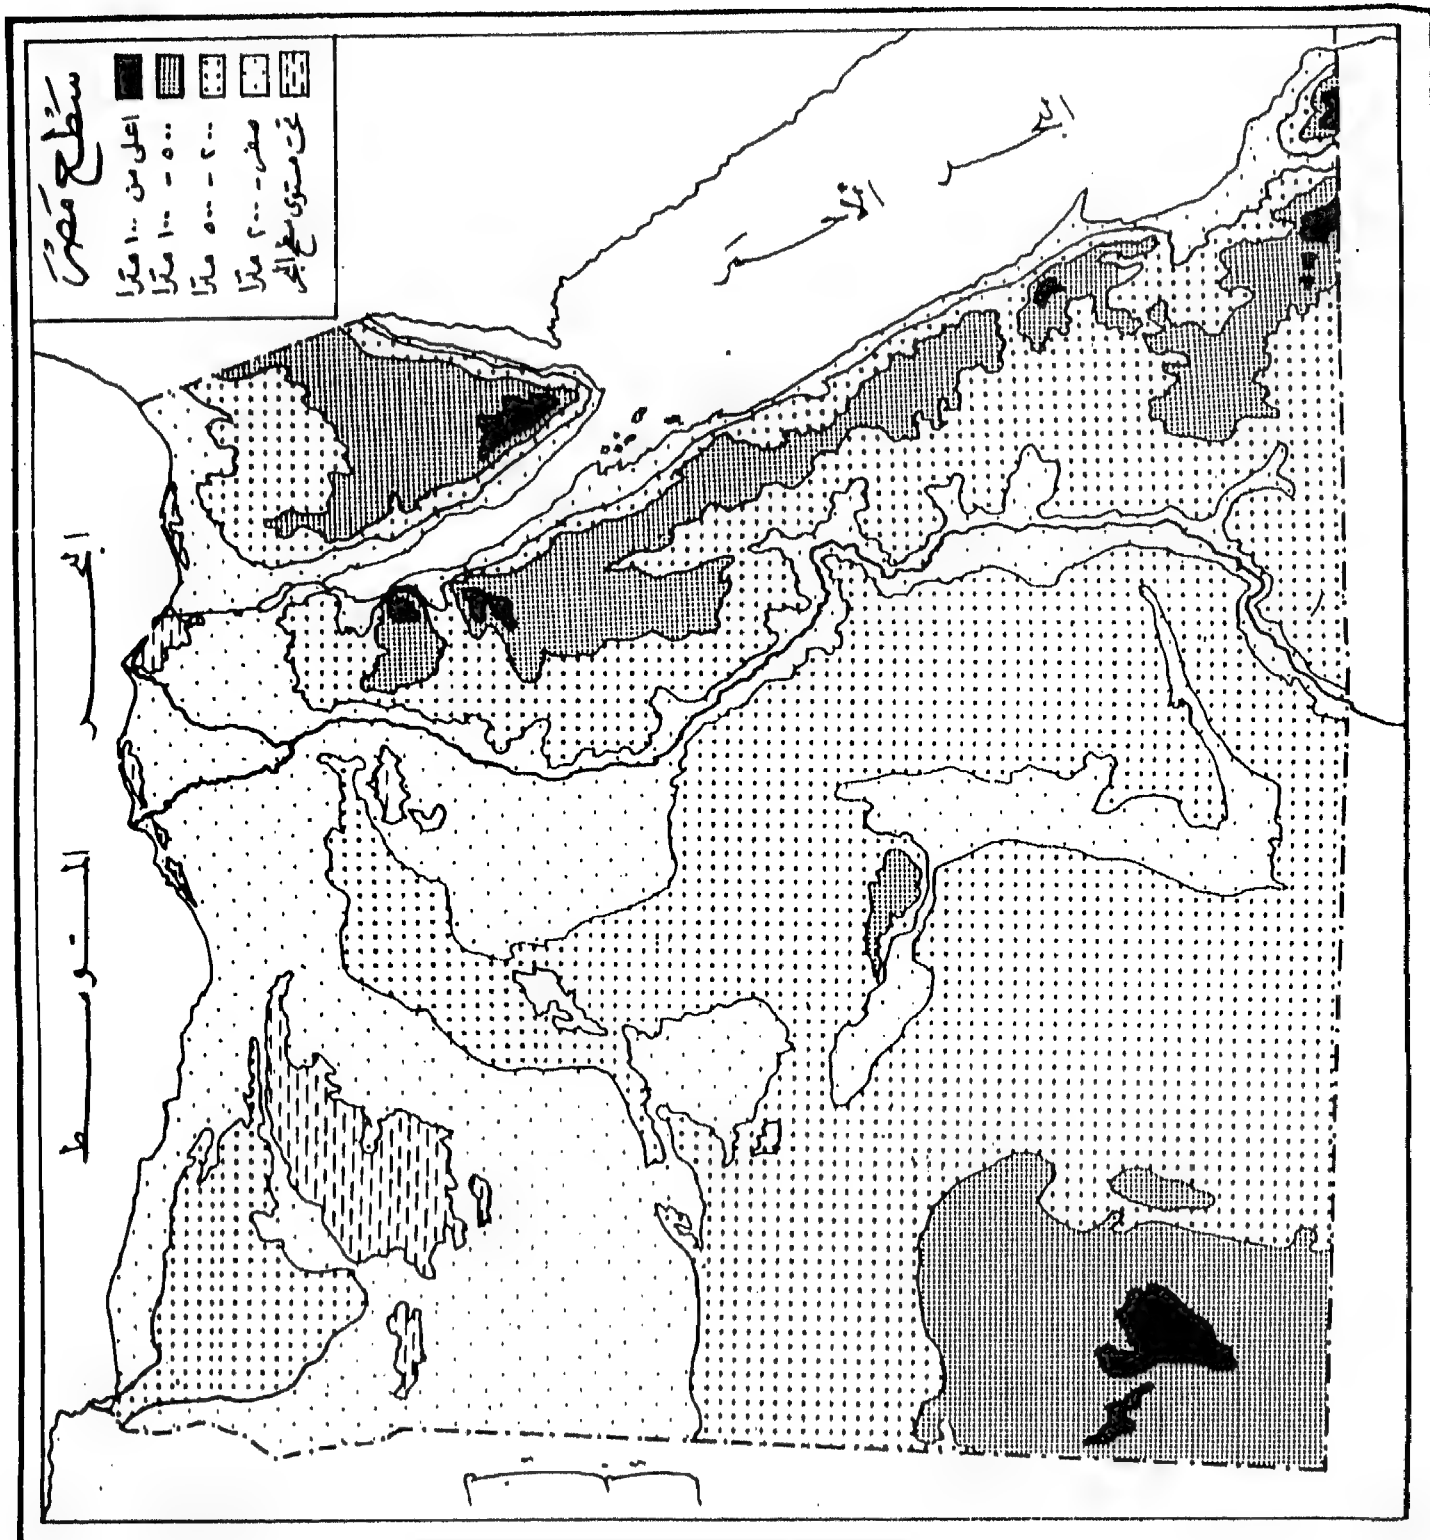 سطح مصر
أعلى من ١٠٠٠ مترا
٥٠٠ - ١٠٠٠ مترا
٢٠٠ - ٥٠٠ مترا
صفر - ٢٠٠ مترا
تحت مستوى سطح البحر
البحر
الأحمر
البحر
المتوسط